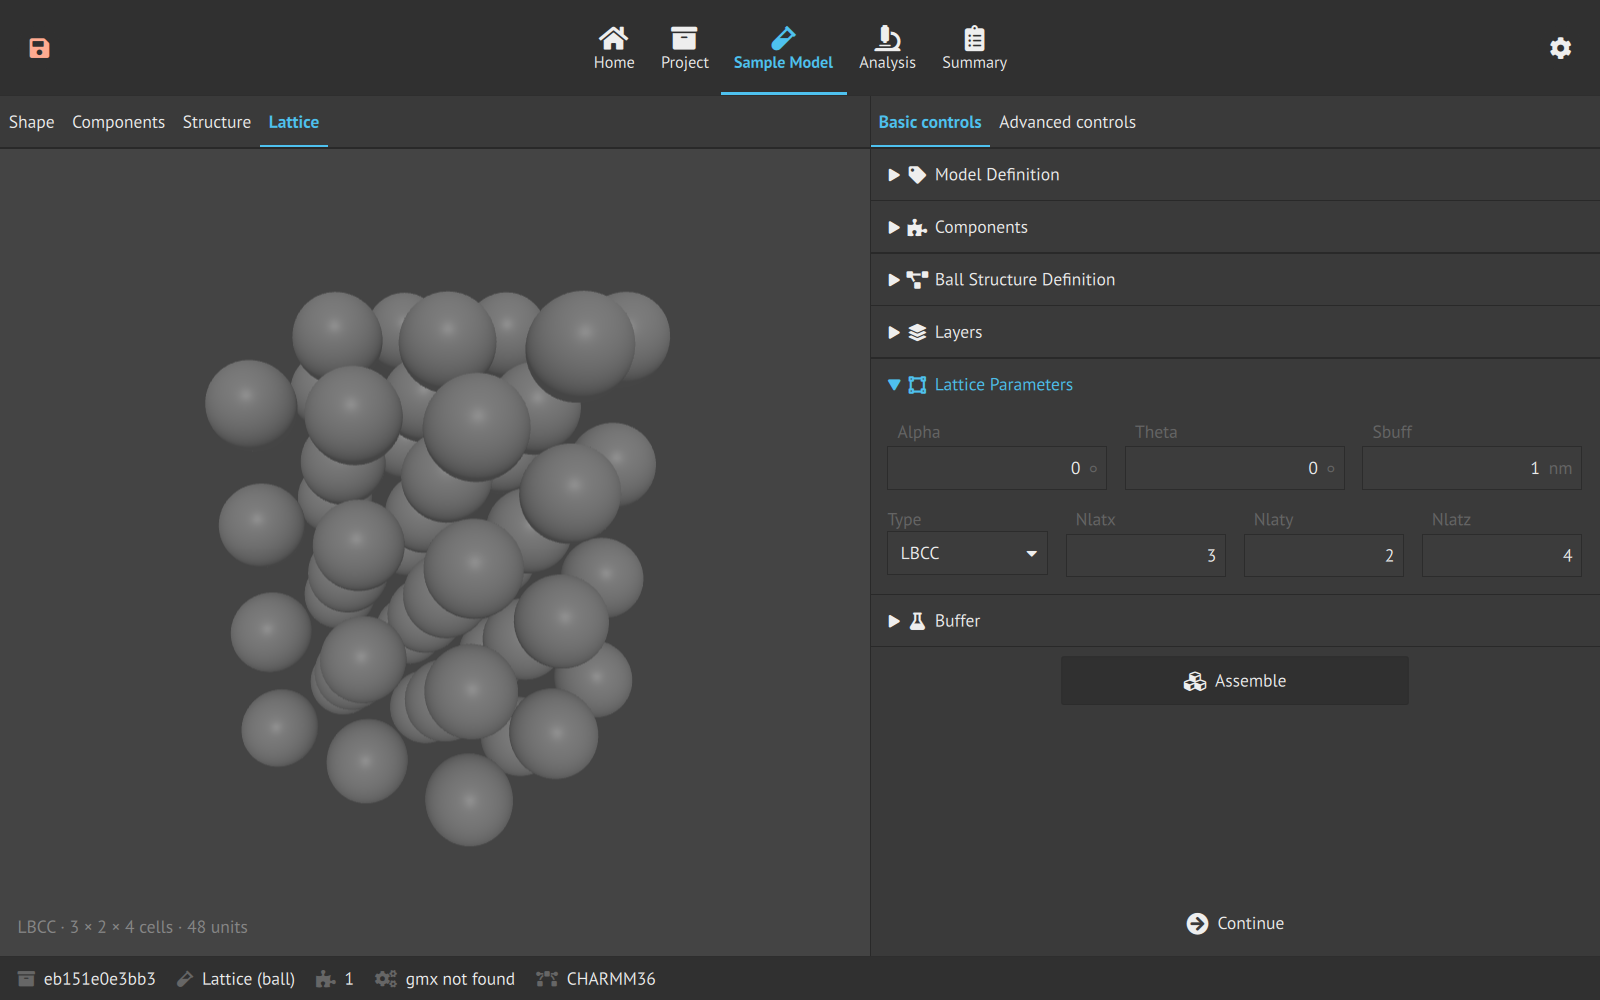 Home Project Sample Model Analysis Summary
Shape Components Structure Lattice
Basic controls Advanced controls
Model Definition
Components
Ball Structure Definition
Layers
Lattice Parameters
Alpha Theta Sbuff
0 ° 0 ° 1 nm
Type Nlatx Nlaty Nlatz
LBCC 3 2 4
Buffer
Assemble
Continue
LBCC · 3 × 2 × 4 cells · 48 units
eb151e0e3bb3 Lattice (ball) 1 gmx not found CHARMM36